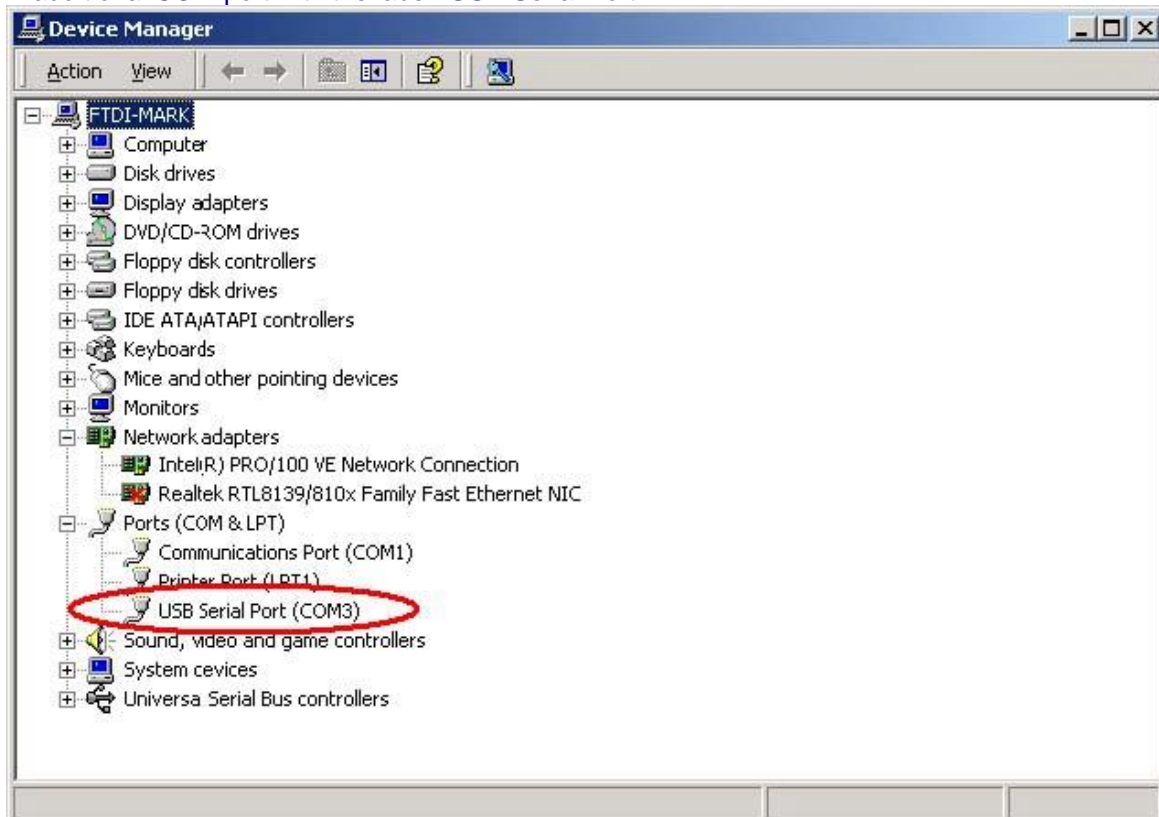 Device Manager
Action View
FTDI-MARK
Computer
Disk drives
Display adapters
DVD/CD-ROM drives
Floppy disk controllers
Floppy disk drives
IDE ATA/ATAPI controllers
Keyboards
Mice and other pointing devices
Monitors
Network adapters
Intel(R) PRO/100 VE Network Connection
Realtek RTL8139/810x Family Fast Ethernet NIC
Ports (COM & LPT)
Communications Port (COM1)
Printer Port (LPT1)
USB Serial Port (COM3)
Sound, video and game controllers
System cevices
Universa Serial Bus controllers